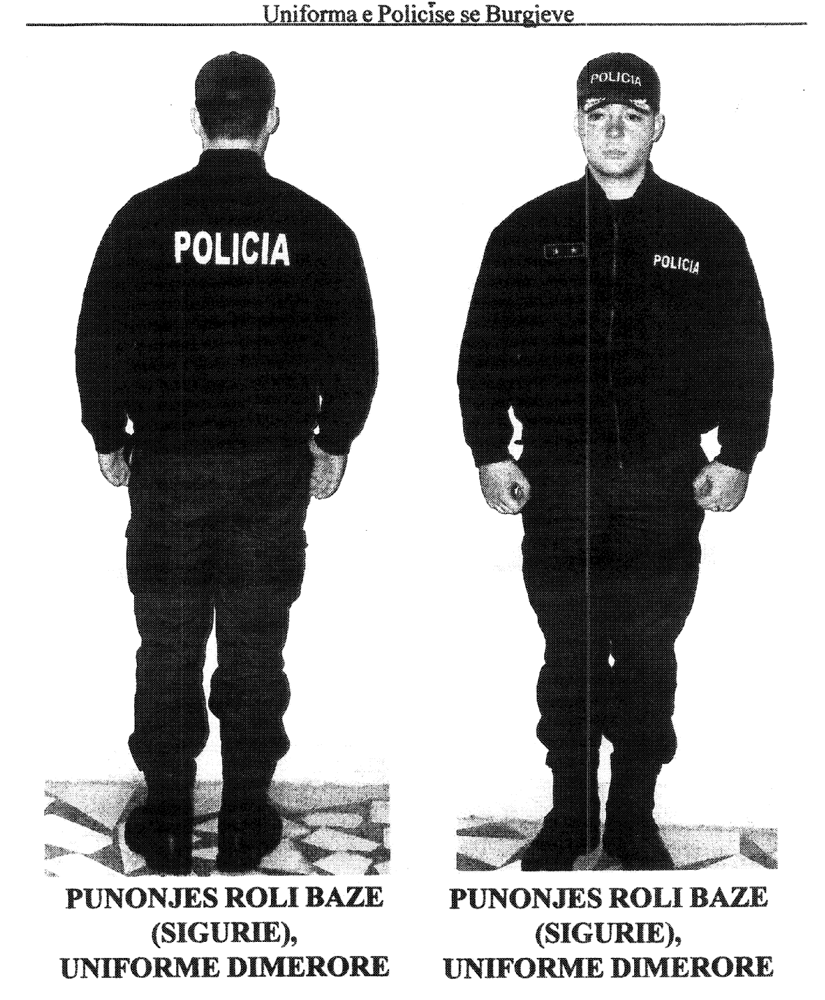 Uniforma e Policise se Burgjeve
POLICIA
POLICIA
POLICIA
PUNONJES ROLI BAZE
(SIGURIE),
UNIFORME DIMERORE
PUNONJES ROLI BAZE
(SIGURIE),
UNIFORME DIMERORE